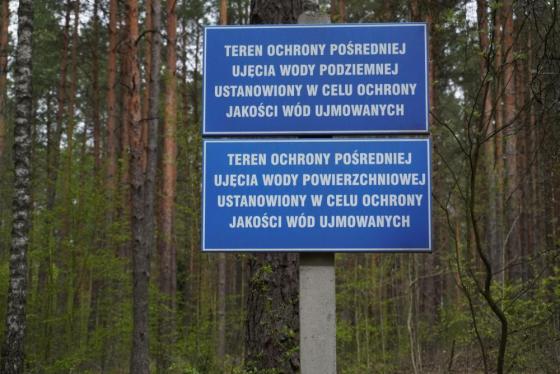 TEREN OCHRONY POŚREDNIEJ
UJĘCIA WODY PODZIEMNEJ
USTANOWIONY W CELU OCHRONY
JAKOŚCI WÓD UJMOWANYCH
TEREN OCHRONY POŚREDNIEJ
UJĘCIA WODY POWIERZCHNIOWEJ
USTANOWIONY W CELU OCHRONY
JAKOŚCI WÓD UJMOWANYCH